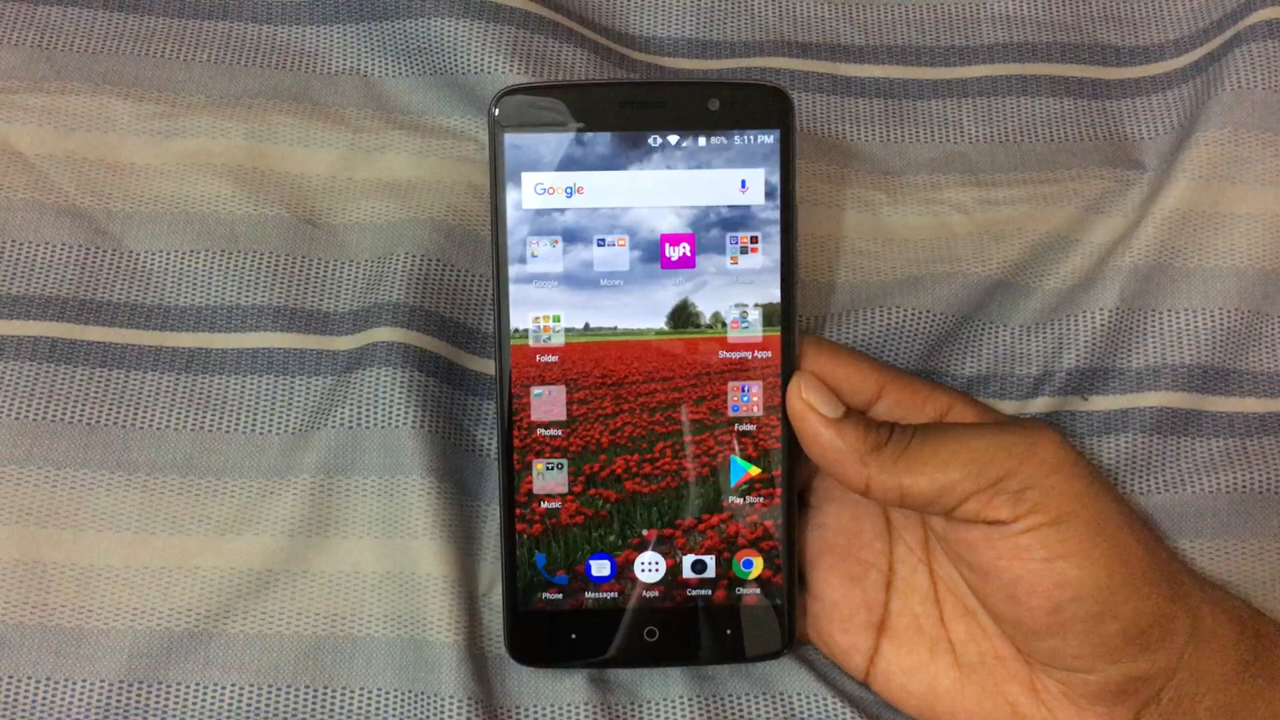 80% 5:11 PM
Google
lyft
Google Money Lyft
Folder Shopping Apps
Photos Folder
Music Play Store
Phone Messages Apps Camera Chrome